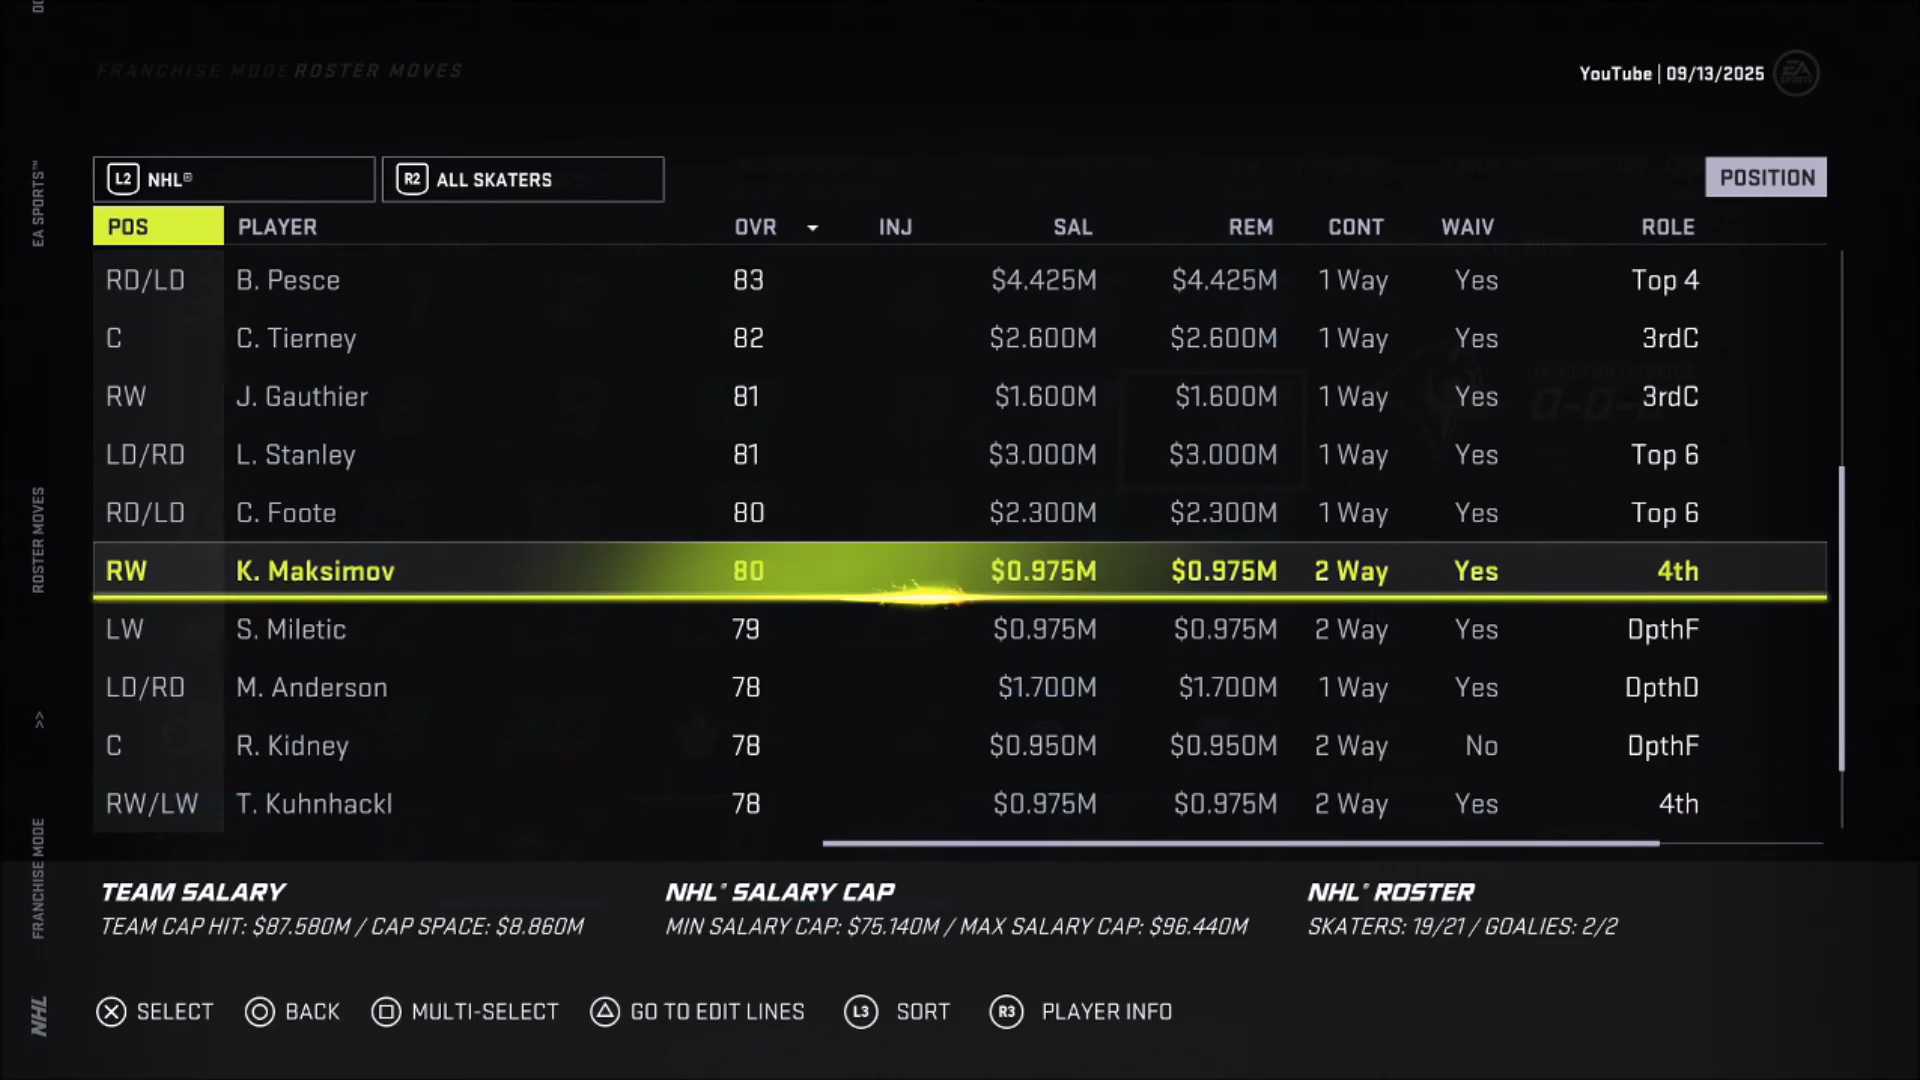 FRANCHISE MODE ROSTER MOVES
YouTube | 09/13/2025
EA SPORTS
L2 NHL® R2 ALL SKATERS POSITION
POS PLAYER OVR INJ SAL REM CONT WAIV ROLE
RD/LD B. Pesce 83 $4.425M $4.425M 1 Way Yes Top 4
C C. Tierney 82 $2.600M $2.600M 1 Way Yes 3rdC
RW J. Gauthier 81 $1.600M $1.600M 1 Way Yes 3rdC
LD/RD L. Stanley 81 $3.000M $3.000M 1 Way Yes Top 6
RD/LD C. Foote 80 $2.300M $2.300M 1 Way Yes Top 6
RW K. Maksimov 80 $0.975M $0.975M 2 Way Yes 4th
LW S. Miletic 79 $0.975M $0.975M 2 Way Yes DpthF
LD/RD M. Anderson 78 $1.700M $1.700M 1 Way Yes DpthD
C R. Kidney 78 $0.950M $0.950M 2 Way No DpthF
RW/LW T. Kuhnhackl 78 $0.975M $0.975M 2 Way Yes 4th
TEAM SALARY
TEAM CAP HIT: $87.580M / CAP SPACE: $8.860M
NHL® SALARY CAP
MIN SALARY CAP: $75.140M / MAX SALARY CAP: $96.440M
NHL® ROSTER
SKATERS: 19/21 / GOALIES: 2/2
SELECT BACK MULTI-SELECT GO TO EDIT LINES L3 SORT R3 PLAYER INFO
NHL FRANCHISE MODE >> ROSTER MOVES EA SPORTS™